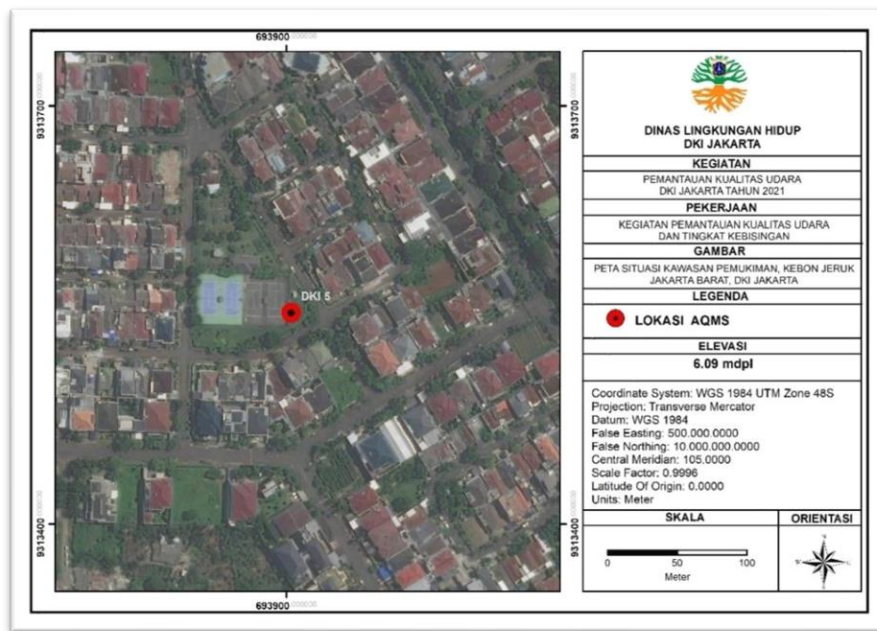 693900
9313700
9313700
DKI 5
9313400
9313400
693900
DINAS LINGKUNGAN HIDUP
DKI JAKARTA
KEGIATAN
PEMANTAUAN KUALITAS UDARA
DKI JAKARTA TAHUN 2021
PEKERJAAN
KEGIATAN PEMANTAUAN KUALITAS UDARA
DAN TINGKAT KEBISINGAN
GAMBAR
PETA SITUASI KAWASAN PEMUKIMAN, KEBON JERUK
JAKARTA BARAT, DKI JAKARTA
LEGENDA
LOKASI AQMS
ELEVASI
6.09 mdpl
Coordinate System: WGS 1984 UTM Zone 48S
Projection: Transverse Mercator
Datum: WGS 1984
False Easting: 500.000.0000
False Northing: 10.000.000.0000
Central Meridian: 105.0000
Scale Factor: 0.9996
Latitude Of Origin: 0.0000
Units: Meter
SKALA
ORIENTASI
0 50 100
Meter